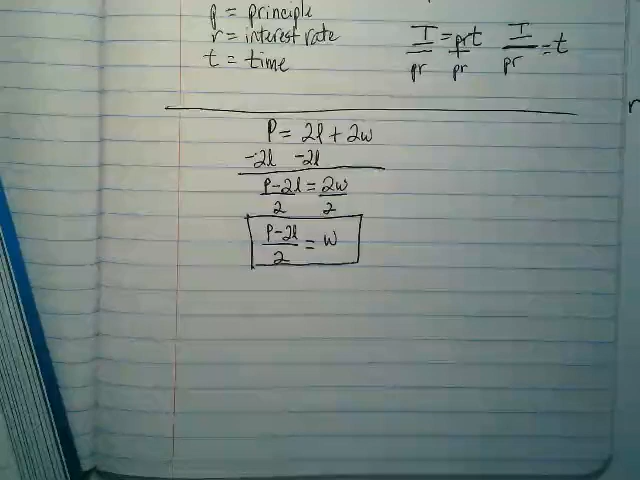 p = principle
r = interest rate
t = time
I/pr = prt/pr I/pr = t
P = 2l + 2w
-2l -2l
P-2l/2 = 2w/2
P-2l/2 = w
r